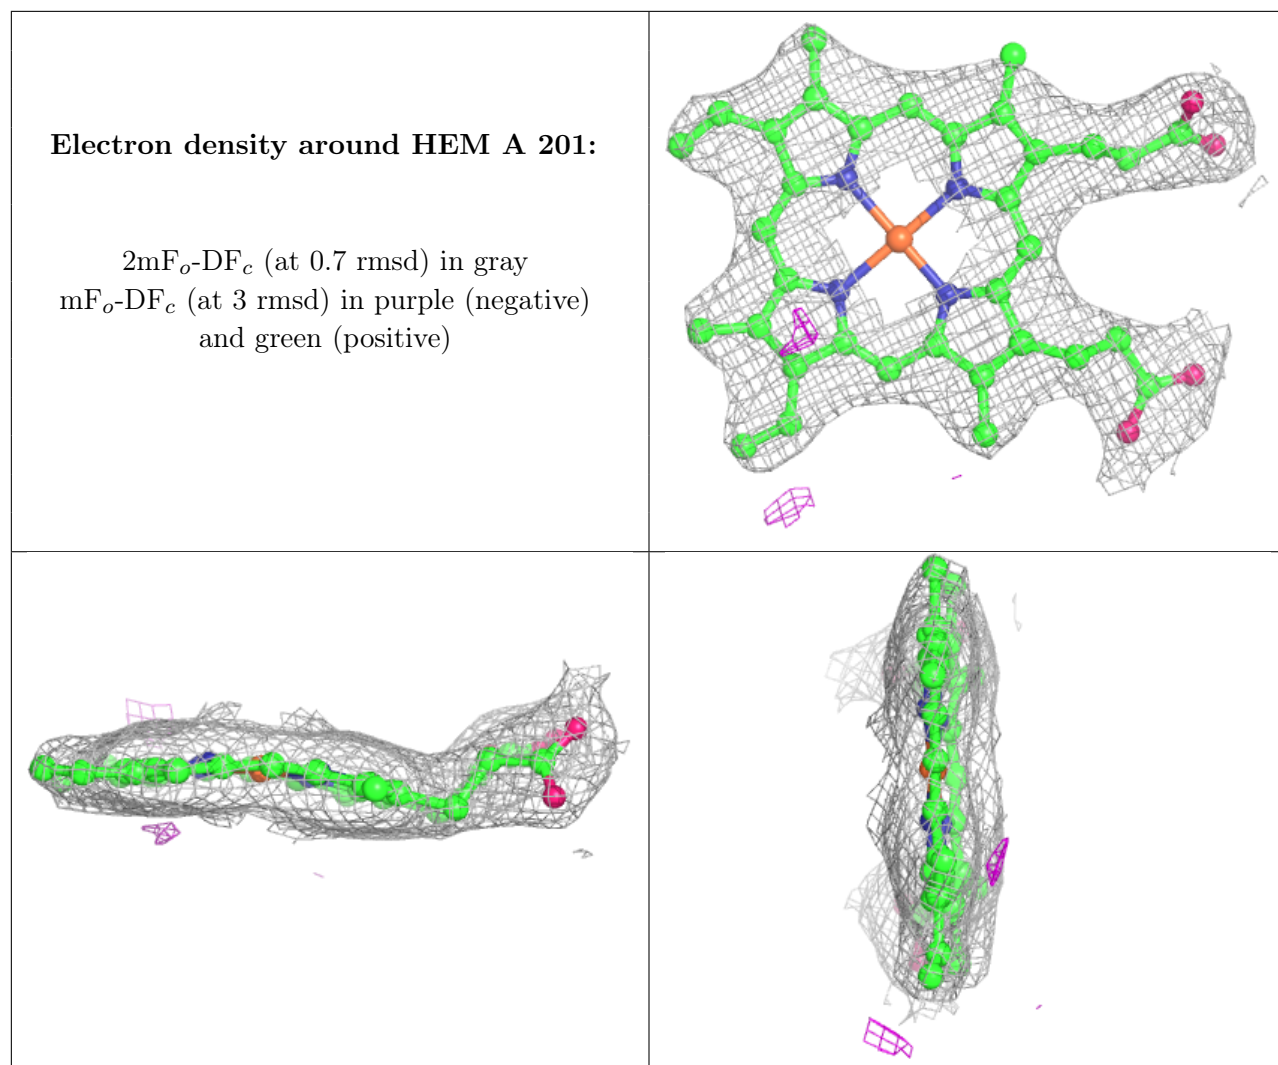 Electron density around HEM A 201:
2mFₒ-DF𝒸 (at 0.7 rmsd) in gray
mFₒ-DF𝒸 (at 3 rmsd) in purple (negative)
and green (positive)